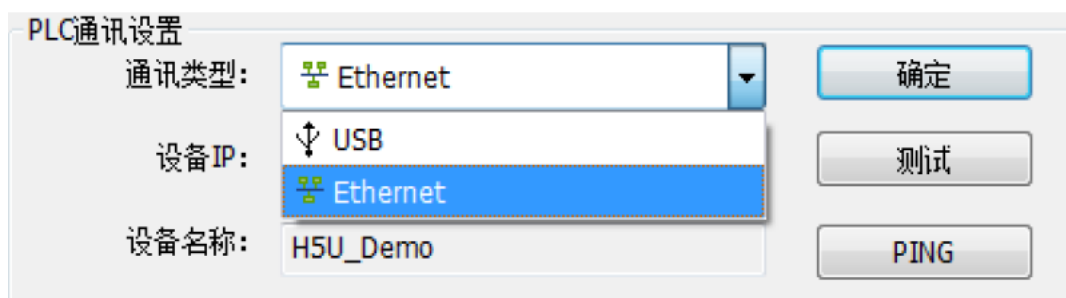 PLC通讯设置
通讯类型: Ethernet 确定
USB
设备IP: 测试
Ethernet
设备名称: H5U_Demo PING